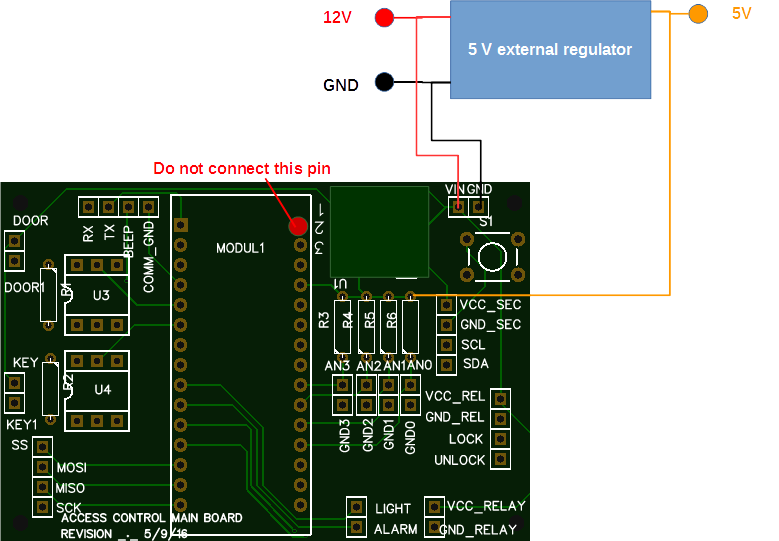 12V
5V
5 V external regulator
GND
Do not connect this pin
VIN GND
DOOR
RX
TX
BEEP
COMM_GND
1
2
3
S1
MODUL1
DOOR1
R1
U3
U1
R3
R4
R5
R6
VCC_SEC
GND_SEC
SCL
SDA
KEY
R2
U4
KEY1
AN3
AN2
AN1
AN0
GND3
GND2
GND1
GND0
VCC_REL
GND_REL
LOCK
UNLOCK
SS
MOSI
MISO
SCK
LIGHT
ALARM
VCC_RELAY
GND_RELAY
ACCESS CONTROL MAIN BOARD
REVISION _._ 5/9/16